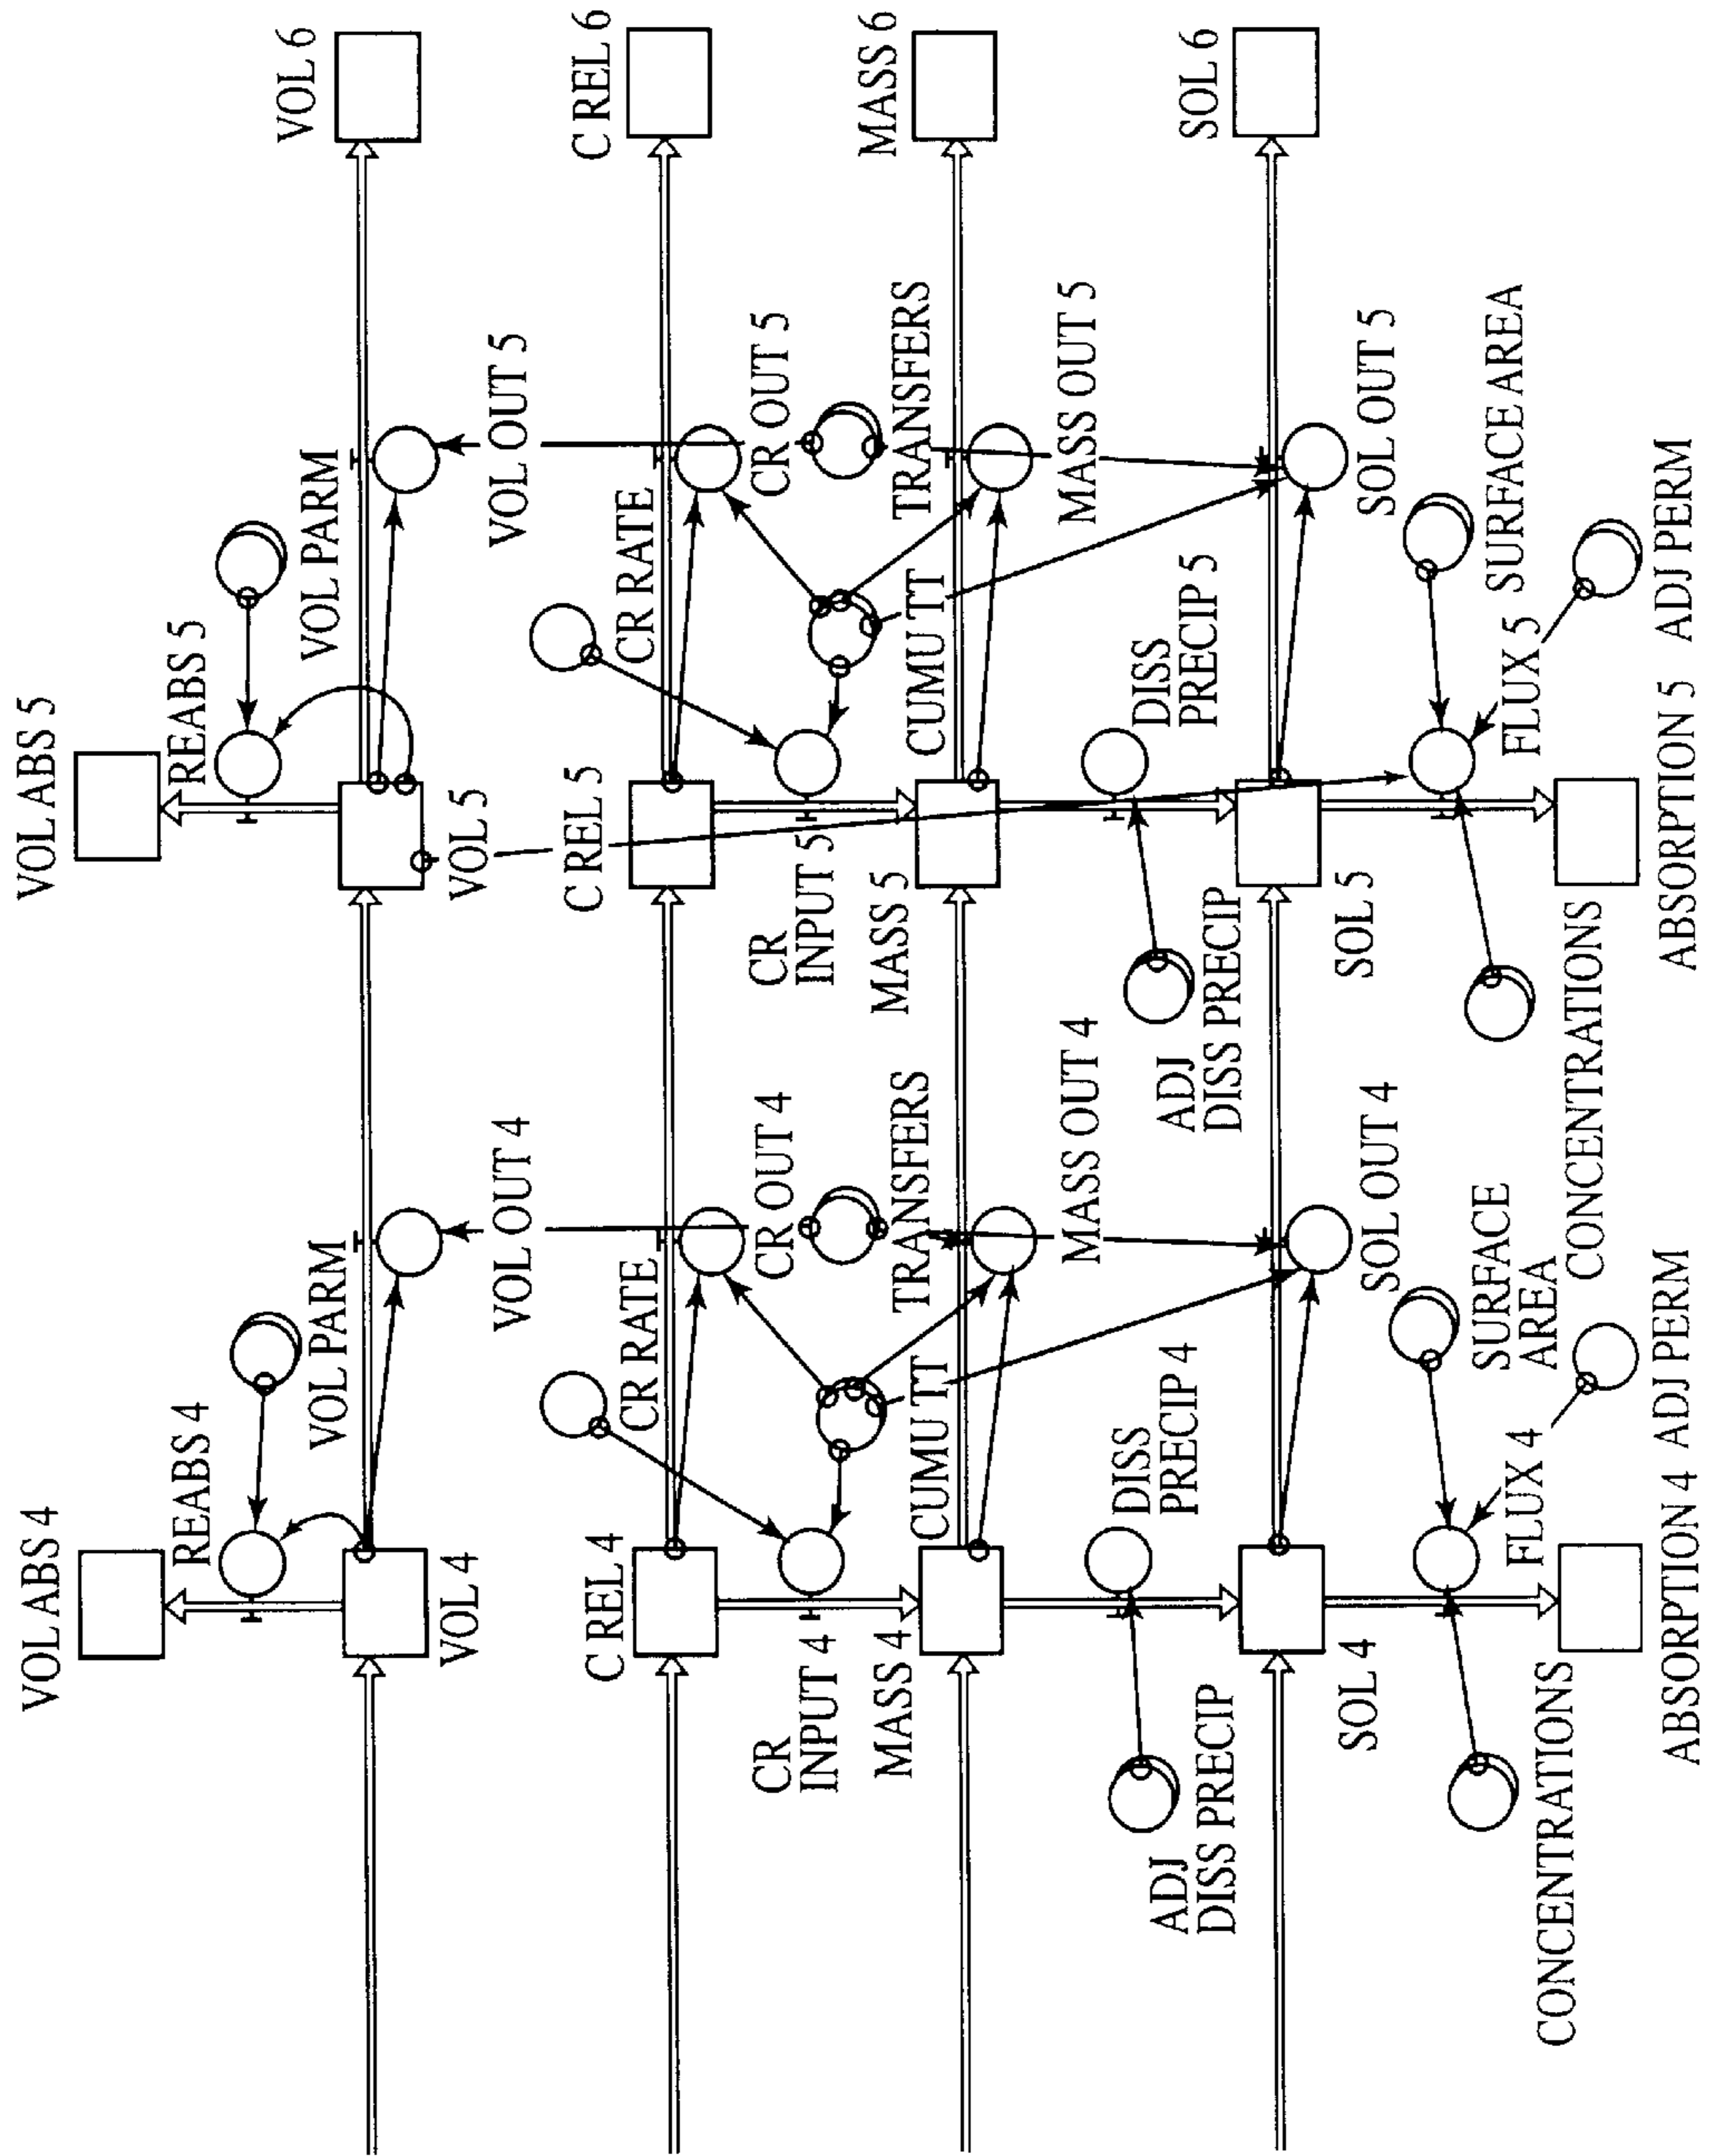 VOL ABS 4
REABS 4
VOL PARM
VOL 4
VOL OUT 4
VOL ABS 5
REABS 5
VOL PARM
VOL 5
VOL OUT 5
VOL 6
C REL 4
CR RATE
CR OUT 4
CR
INPUT 4
C REL 5
CR RATE
CR OUT 5
CR
INPUT 5
C REL 6
MASS 4
CUMU TT
TRANSFERS
MASS OUT 4
MASS 5
CUMU TT
TRANSFERS
MASS OUT 5
MASS 6
ADJ
DISS PRECIP
DISS
PRECIP 4
ADJ
DISS PRECIP
DISS
PRECIP 5
SOL 4
SOL OUT 4
SOL 5
SOL OUT 5
SOL 6
CONCENTRATIONS
FLUX 4
SURFACE
AREA
CONCENTRATIONS
FLUX 5
SURFACE AREA
ABSORPTION 4
ADJ PERM
ABSORPTION 5
ADJ PERM